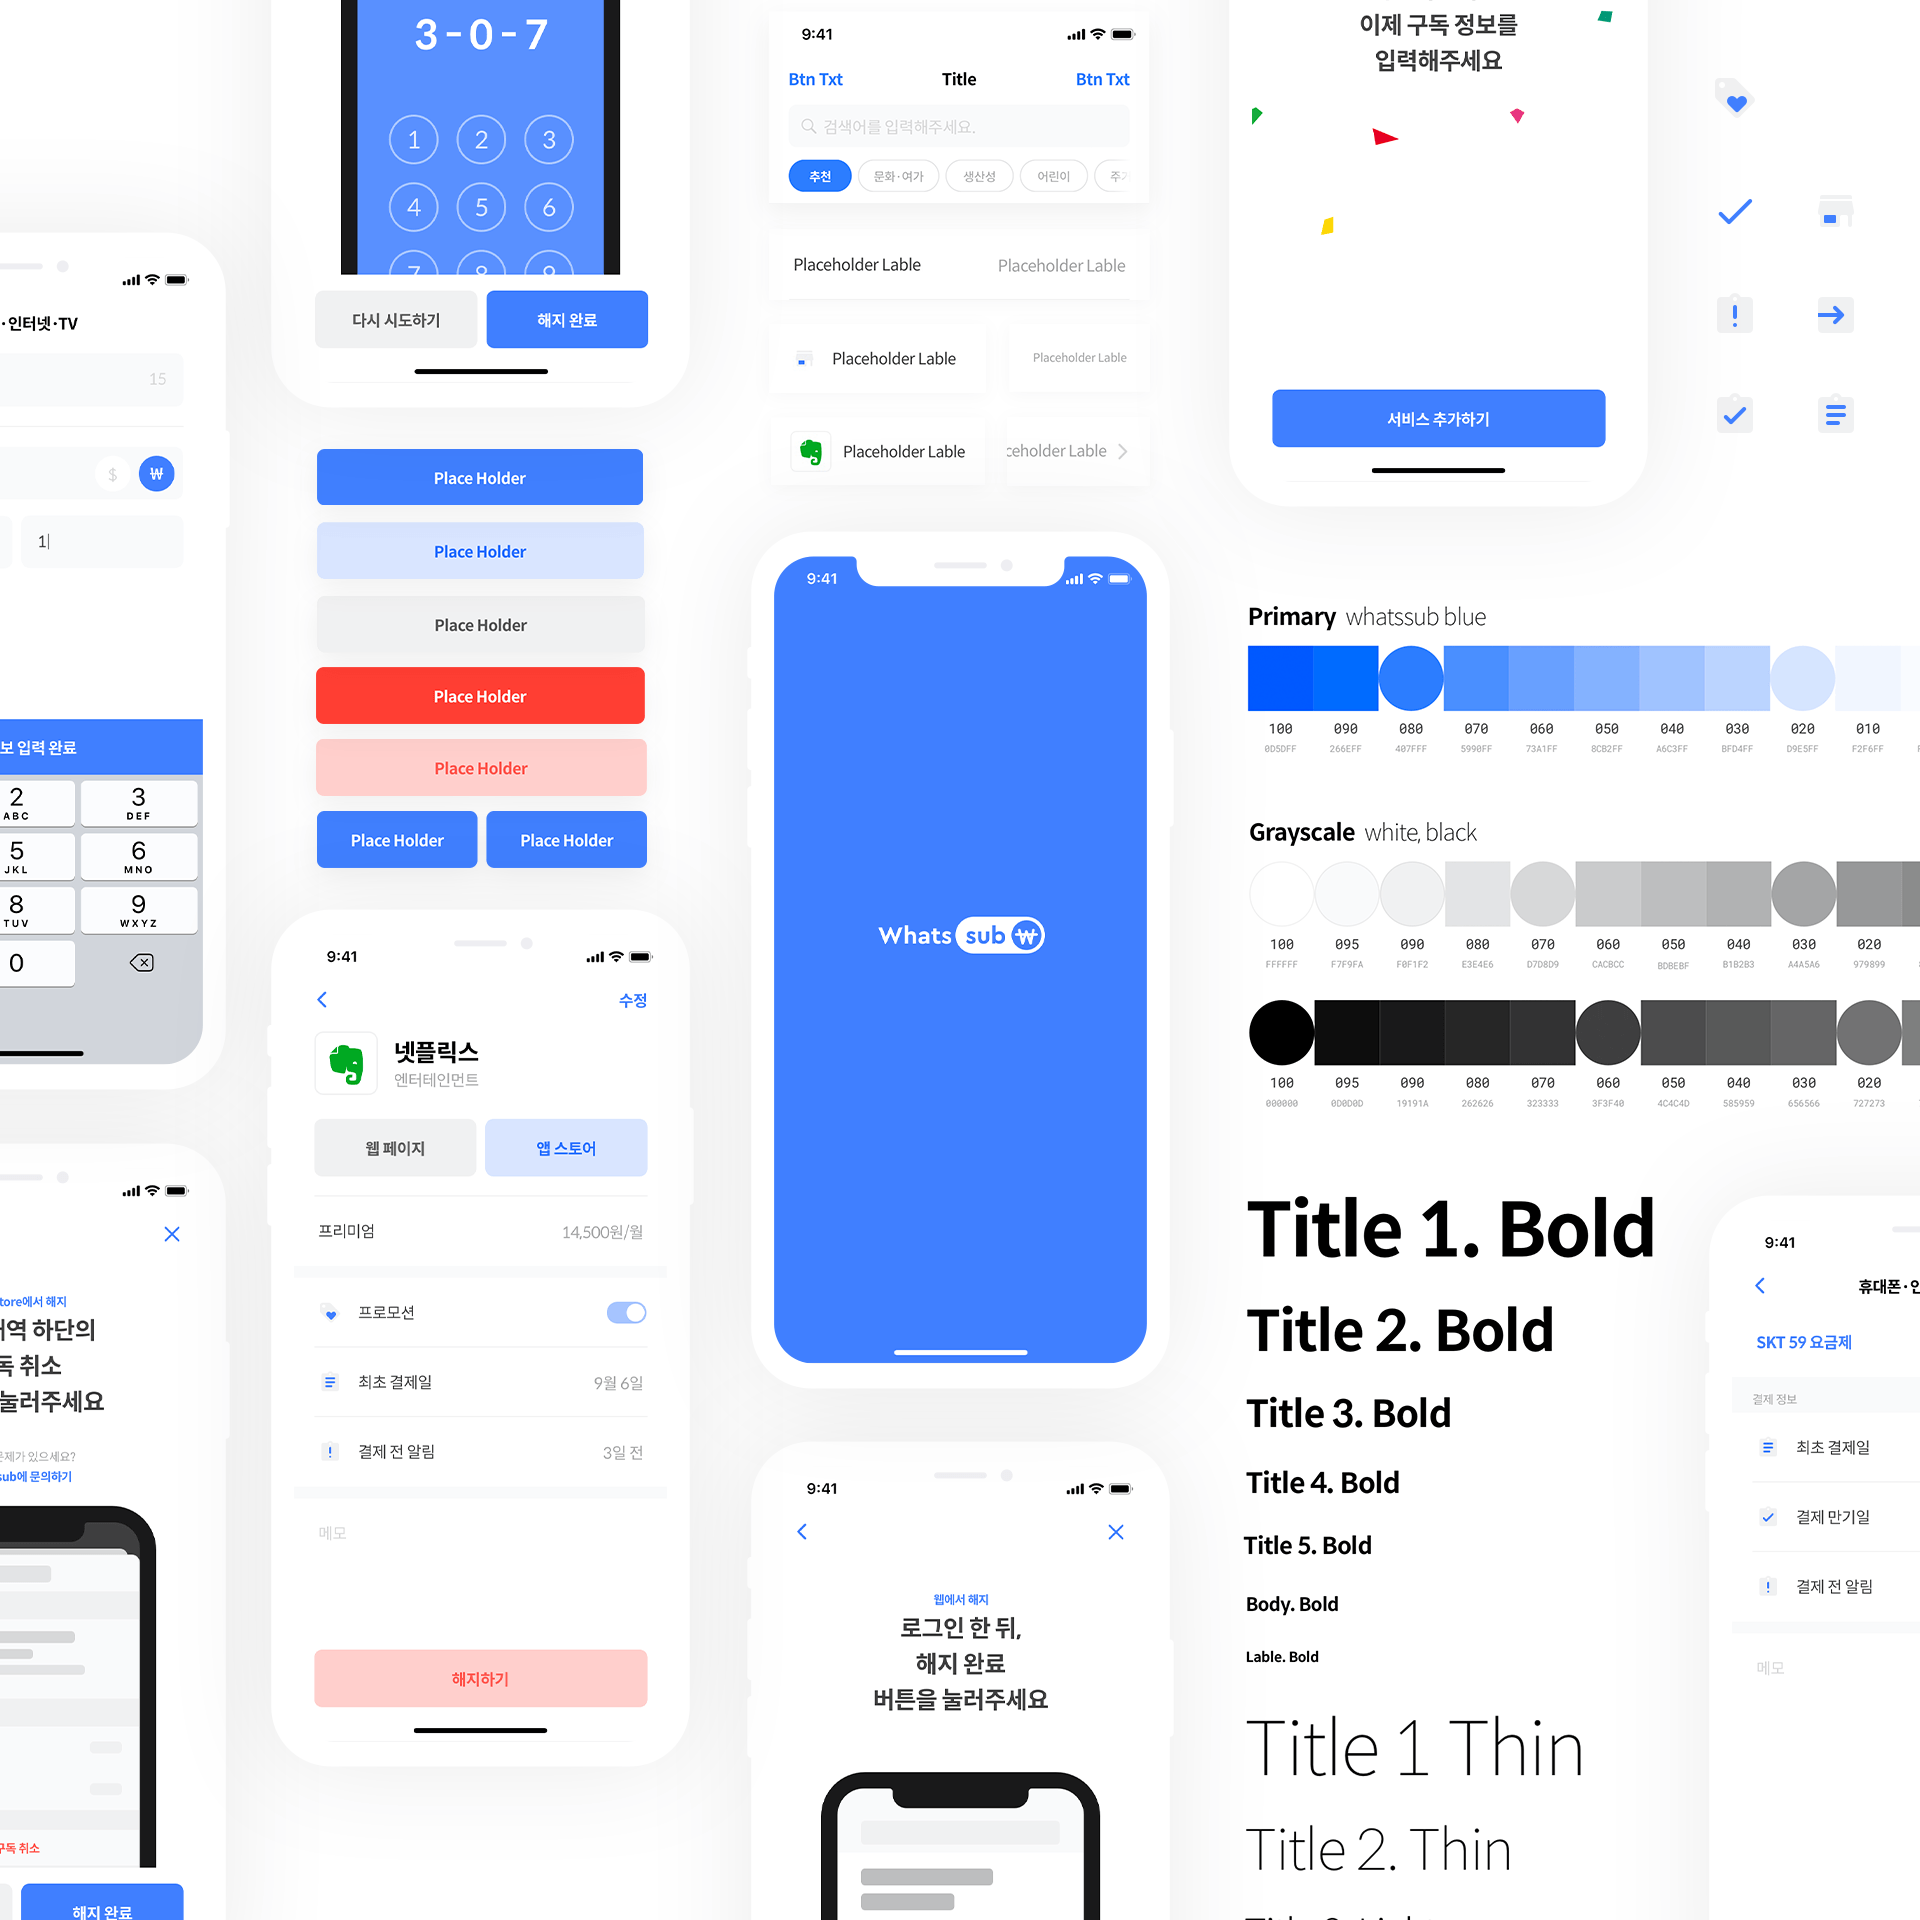 ·인터넷·TV
15
$
₩
1
보 입력 완료
2
ABC
3
DEF
5
JKL
6
MNO
8
TUV
9
WXYZ
0
tore에서 해지
역 하단의
독 취소
눌러주세요
문제가 있으세요?
sub에 문의하기
구독 취소
해지 완료
3-0-7
1
2
3
4
5
6
7
8
9
다시 시도하기
해지 완료
Place Holder
Place Holder
Place Holder
Place Holder
Place Holder
Place Holder
Place Holder
9:41
수정
넷플릭스
엔터테인먼트
웹 페이지
앱 스토어
프리미엄
14,500원/월
프로모션
최초 결제일
9월 6일
결제 전 알림
3일 전
메모
해지하기
9:41
Btn Txt
Title
Btn Txt
검색어를 입력해주세요.
추천
문화·여가
생산성
어린이
주거
Placeholder Lable
Placeholder Lable
Placeholder Lable
Placeholder Lable
Placeholder Lable
ceholder Lable
9:41
Whats sub ₩
9:41
웹에서 해지
로그인 한 뒤,
해지 완료
버튼을 눌러주세요
이제 구독 정보를
입력해주세요
서비스 추가하기
Primary whatssub blue
100 090 080 070 060 050 040 030 020 010
0D5DFF 266EFF 407FFF 5990FF 73A1FF 8CB2FF A6C3FF BFD4FF D9E5FF F2F6FF
Grayscale white, black
100 095 090 080 070 060 050 040 030 020
FFFFFF F7F9FA F0F1F2 E3E4E6 D7D8D9 CACBCC BDBEBF B1B2B3 A4A5A6 979899
100 095 090 080 070 060 050 040 030 020
000000 0D0D0D 19191A 262626 323333 3F3F40 4C4C4D 585959 656566 727273
Title 1. Bold
Title 2. Bold
Title 3. Bold
Title 4. Bold
Title 5. Bold
Body. Bold
Lable. Bold
Title 1 Thin
Title 2. Thin
9:41
휴대폰·인
SKT 59 요금제
결제 정보
최초 결제일
결제 만기일
결제 전 알림
메모